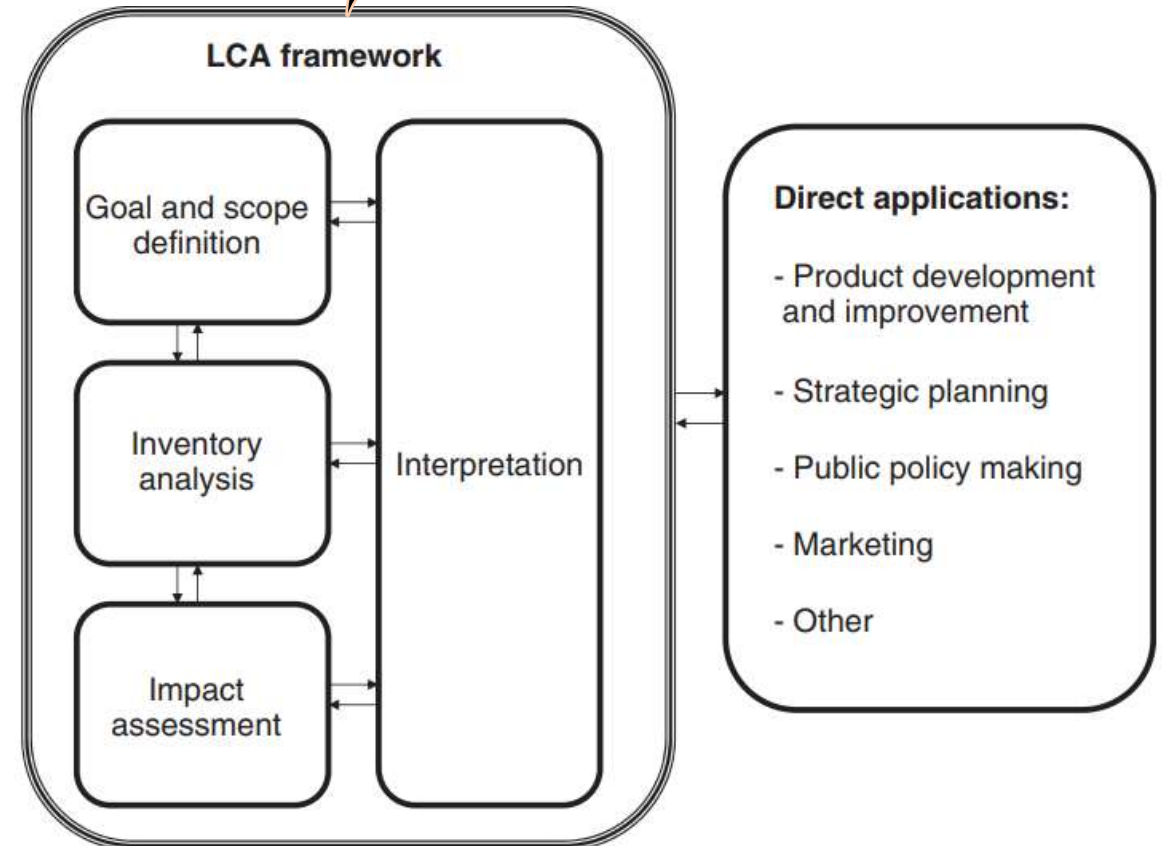 LCA framework
Goal and scope
definition
Inventory
analysis
Impact
assessment
Interpretation
Direct applications:
- Product development
and improvement
- Strategic planning
- Public policy making
- Marketing
- Other